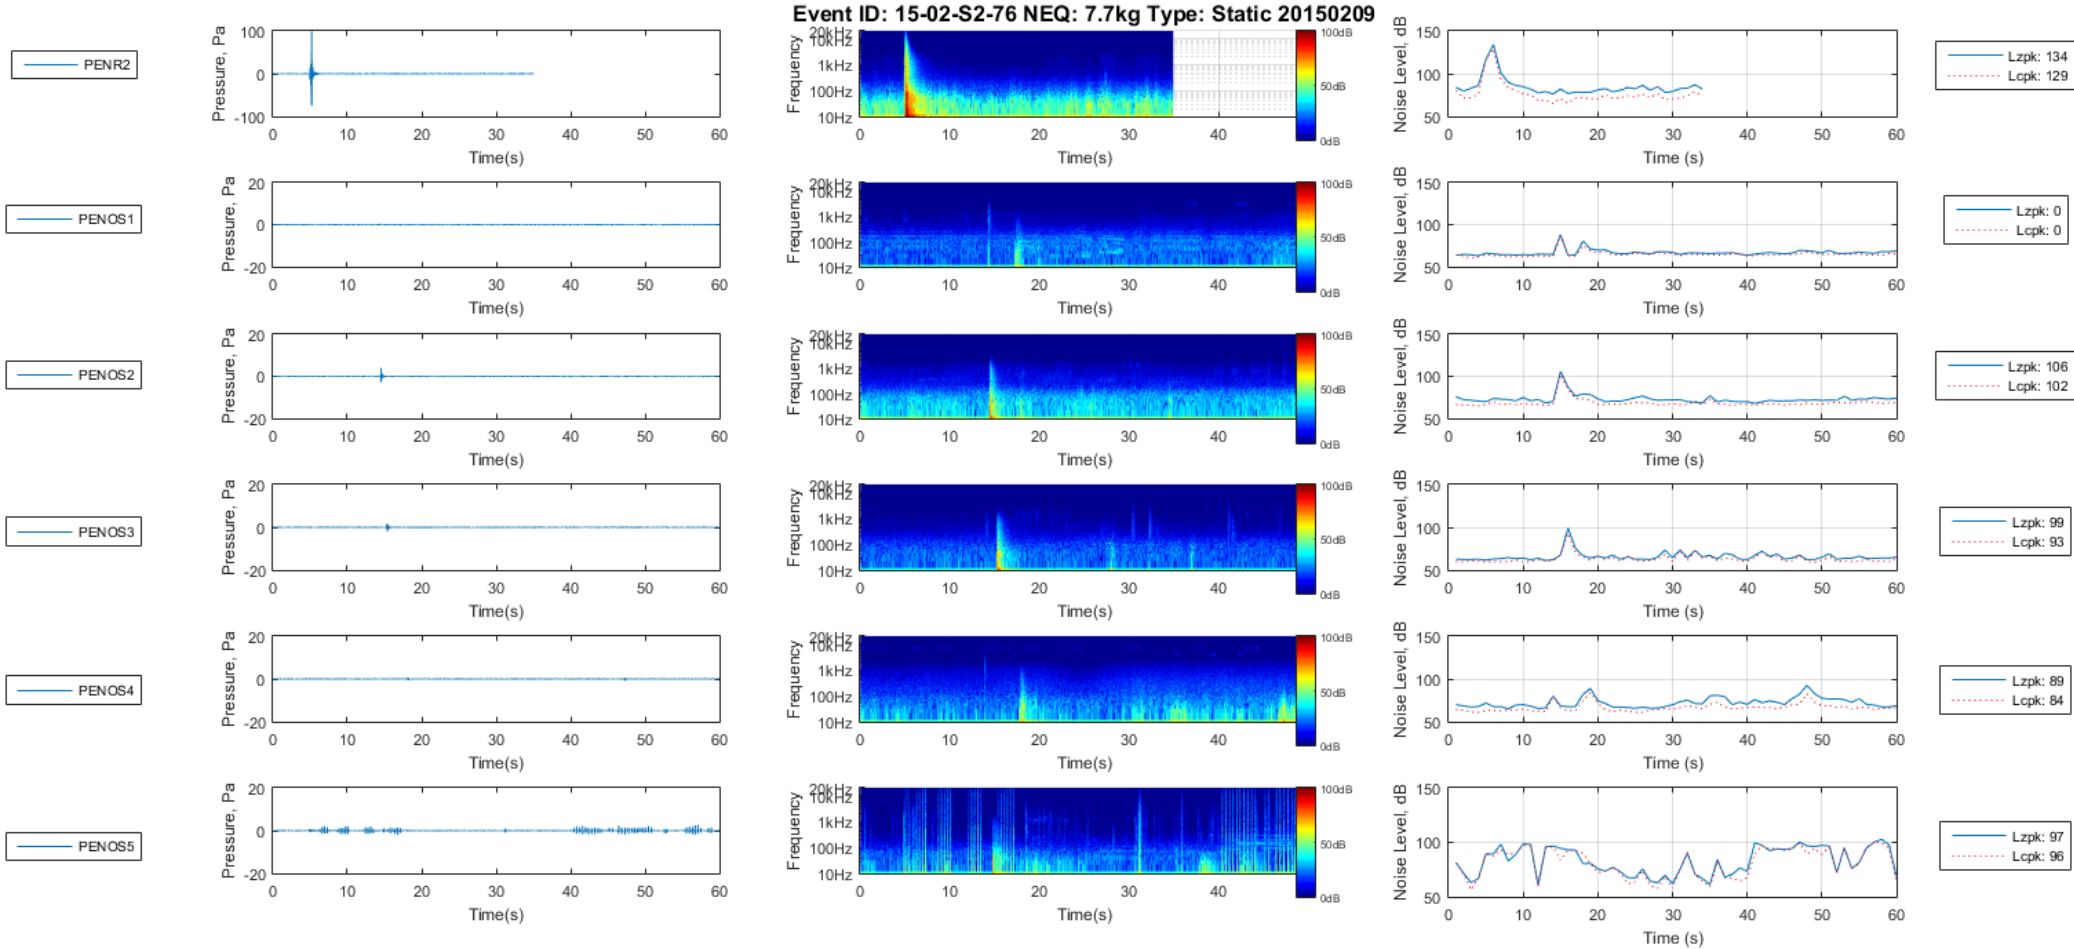 Event ID: 15-02-S2-76 NEQ: 7.7kg Type: Static 20150209
PENR2
Pressure, Pa
100
0
-100
0 10 20 30 40 50 60
Time(s)
Frequency
20kHz
10kHz
1kHz
100Hz
10Hz
0 10 20 30 40
Time(s)
100dB
50dB
0dB
Noise Level, dB
150
100
50
0 10 20 30 40 50 60
Time (s)
Lzpk: 134
Lcpk: 129
PENOS1
Pressure, Pa
20
0
-20
0 10 20 30 40 50 60
Time(s)
Frequency
20kHz
10kHz
1kHz
100Hz
10Hz
0 10 20 30 40
Time(s)
100dB
50dB
0dB
Noise Level, dB
150
100
50
0 10 20 30 40 50 60
Time (s)
Lzpk: 0
Lcpk: 0
PENOS2
Pressure, Pa
20
0
-20
0 10 20 30 40 50 60
Time(s)
Frequency
20kHz
10kHz
1kHz
100Hz
10Hz
0 10 20 30 40
Time(s)
100dB
50dB
0dB
Noise Level, dB
150
100
50
0 10 20 30 40 50 60
Time (s)
Lzpk: 106
Lcpk: 102
PENOS3
Pressure, Pa
20
0
-20
0 10 20 30 40 50 60
Time(s)
Frequency
20kHz
10kHz
1kHz
100Hz
10Hz
0 10 20 30 40
Time(s)
100dB
50dB
0dB
Noise Level, dB
150
100
50
0 10 20 30 40 50 60
Time (s)
Lzpk: 99
Lcpk: 93
PENOS4
Pressure, Pa
20
0
-20
0 10 20 30 40 50 60
Time(s)
Frequency
20kHz
10kHz
1kHz
100Hz
10Hz
0 10 20 30 40
Time(s)
100dB
50dB
0dB
Noise Level, dB
150
100
50
0 10 20 30 40 50 60
Time (s)
Lzpk: 89
Lcpk: 84
PENOS5
Pressure, Pa
20
0
-20
0 10 20 30 40 50 60
Time(s)
Frequency
20kHz
10kHz
1kHz
100Hz
10Hz
0 10 20 30 40
Time(s)
100dB
50dB
0dB
Noise Level, dB
150
100
50
0 10 20 30 40 50 60
Time (s)
Lzpk: 97
Lcpk: 96